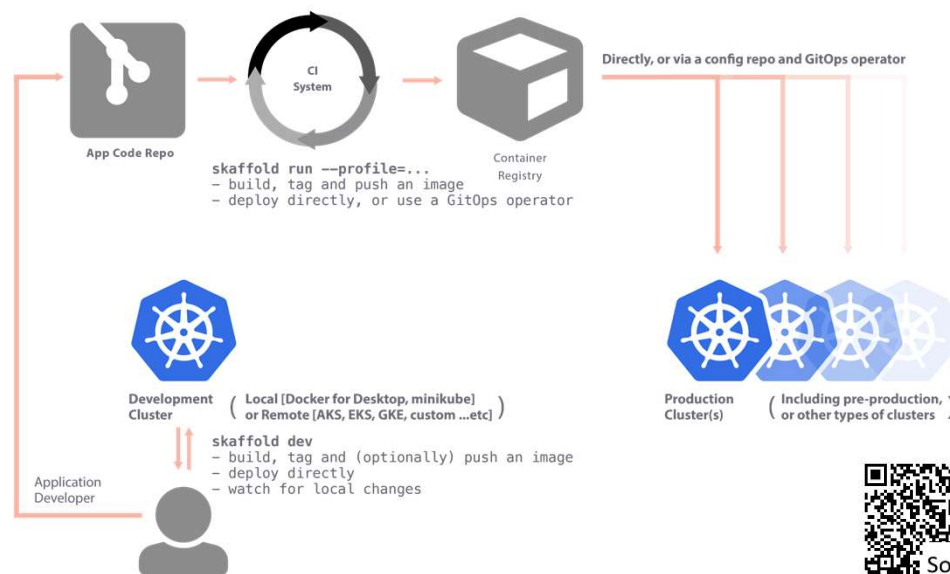 CI
System
Directly, or via a config repo and GitOps operator
App Code Repo
Container
Registry
skaffold run --profile=...
- build, tag and push an image
- deploy directly, or use a GitOps operator
Development
Cluster
( Local [Docker for Desktop, minikube]
or Remote [AKS, EKS, GKE, custom ...etc] )
Production
Cluster(s)
( Including pre-production,
or other types of clusters
skaffold dev
- build, tag and (optionally) push an image
- deploy directly
- watch for local changes
Application
Developer